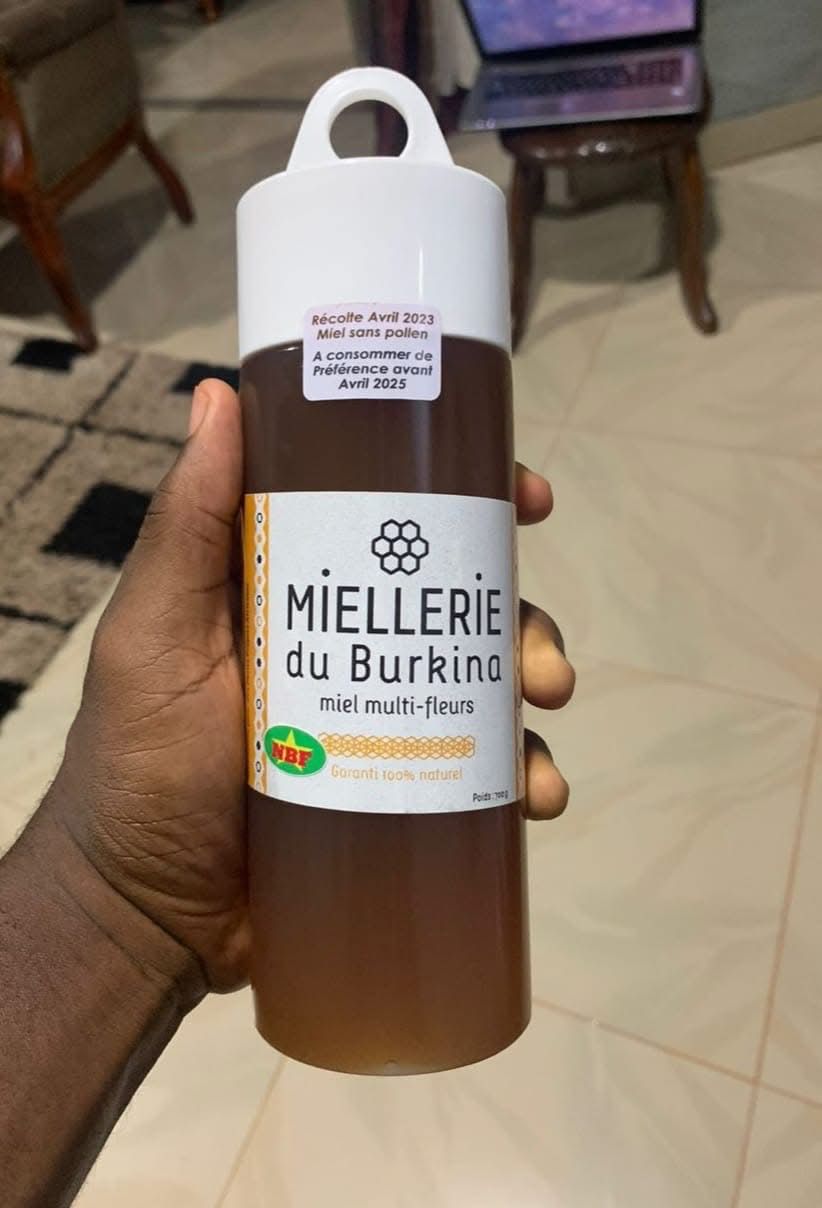 Récolte Avril 2023
Miel sans pollen
A consommer de
Préférence avant
Avril 2025
MiELLERiE
du Burkina
miel multi-fleurs
NBF
Garanti 100% naturel
Poids : 700 g